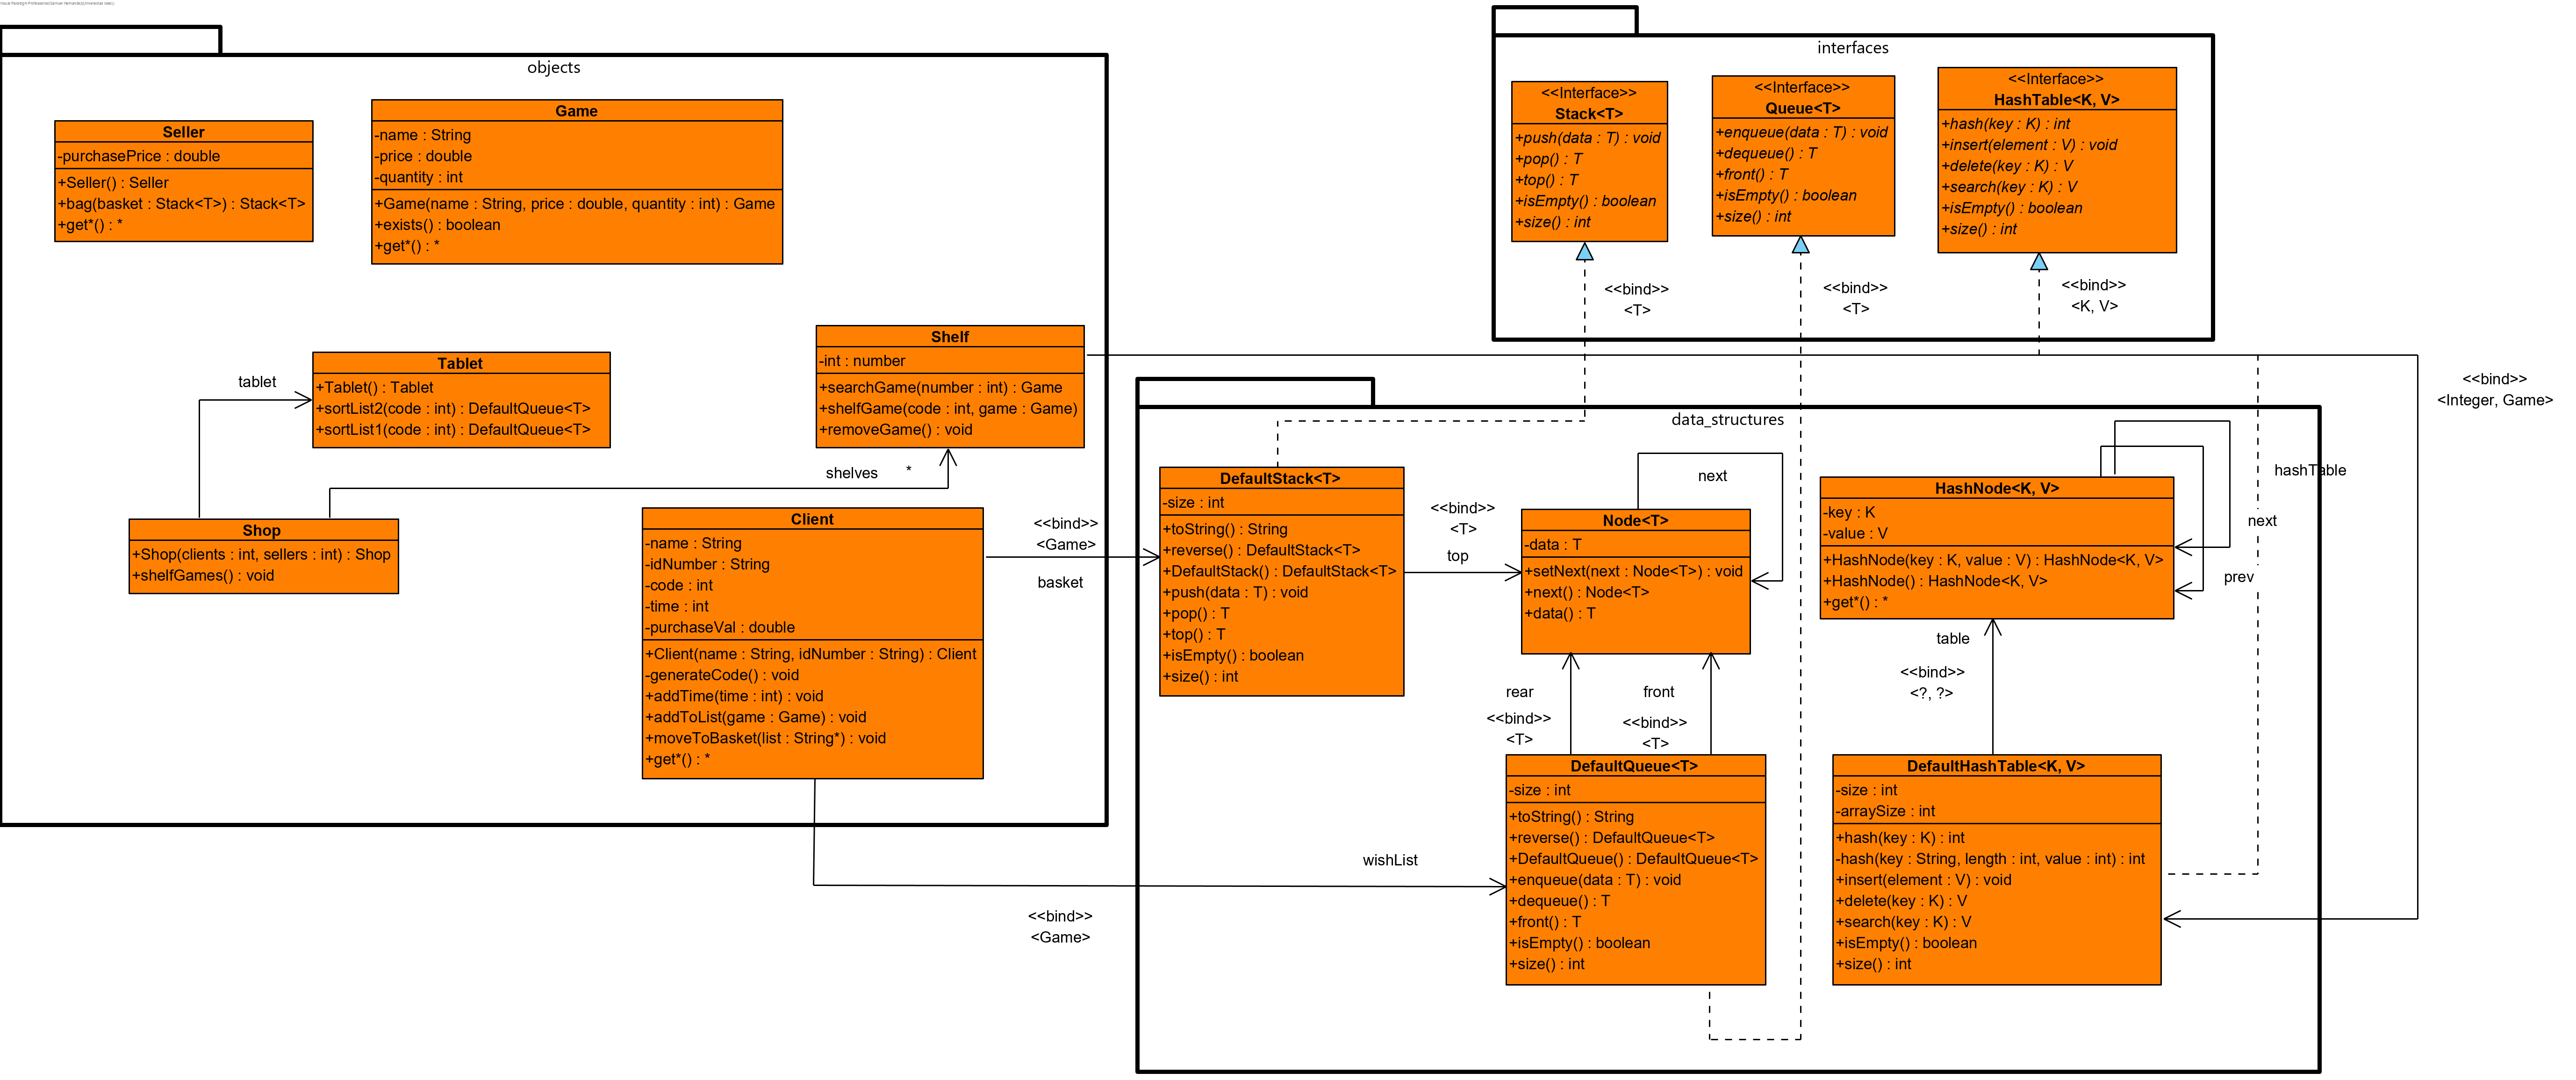 objects
Seller
-purchasePrice : double
+Seller() : Seller
+bag(basket : Stack<T>) : Stack<T>
+get*() : *
Game
-name : String
-price : double
-quantity : int
+Game(name : String, price : double, quantity : int) : Game
+exists() : boolean
+get*() : *
Tablet
+Tablet() : Tablet
+sortList2(code : int) : DefaultQueue<T>
+sortList1(code : int) : DefaultQueue<T>
tablet
Shelf
-int : number
+searchGame(number : int) : Game
+shelfGame(code : int, game : Game)
+removeGame() : void
shelves
*
Shop
+Shop(clients : int, sellers : int) : Shop
+shelfGames() : void
Client
-name : String
-idNumber : String
-code : int
-time : int
-purchaseVal : double
+Client(name : String, idNumber : String) : Client
-generateCode() : void
+addTime(time : int) : void
+addToList(game : Game) : void
+moveToBasket(list : String*) : void
+get*() : *
<<bind>>
<Game>
basket
wishList
<<bind>>
<Game>
interfaces
<<Interface>>
Stack<T>
+push(data : T) : void
+pop() : T
+top() : T
+isEmpty() : boolean
+size() : int
<<Interface>>
Queue<T>
+enqueue(data : T) : void
+dequeue() : T
+front() : T
+isEmpty() : boolean
+size() : int
<<Interface>>
HashTable<K, V>
+hash(key : K) : int
+insert(element : V) : void
+delete(key : K) : V
+search(key : K) : V
+isEmpty() : boolean
+size() : int
<<bind>>
<T>
<<bind>>
<T>
<<bind>>
<K, V>
<<bind>>
<Integer, Game>
hashTable
data_structures
DefaultStack<T>
-size : int
+toString() : String
+reverse() : DefaultStack<T>
+DefaultStack() : DefaultStack<T>
+push(data : T) : void
+pop() : T
+top() : T
+isEmpty() : boolean
+size() : int
<<bind>>
<T>
top
next
Node<T>
-data : T
+setNext(next : Node<T>) : void
+next() : Node<T>
+data() : T
HashNode<K, V>
-key : K
-value : V
+HashNode(key : K, value : V) : HashNode<K, V>
+HashNode() : HashNode<K, V>
+get*() : *
next
prev
rear
<<bind>>
<T>
front
<<bind>>
<T>
table
<<bind>>
<?, ?>
DefaultQueue<T>
-size : int
+toString() : String
+reverse() : DefaultQueue<T>
+DefaultQueue() : DefaultQueue<T>
+enqueue(data : T) : void
+dequeue() : T
+front() : T
+isEmpty() : boolean
+size() : int
DefaultHashTable<K, V>
-size : int
-arraySize : int
+hash(key : K) : int
-hash(key : String, length : int, value : int) : int
+insert(element : V) : void
+delete(key : K) : V
+search(key : K) : V
+isEmpty() : boolean
+size() : int